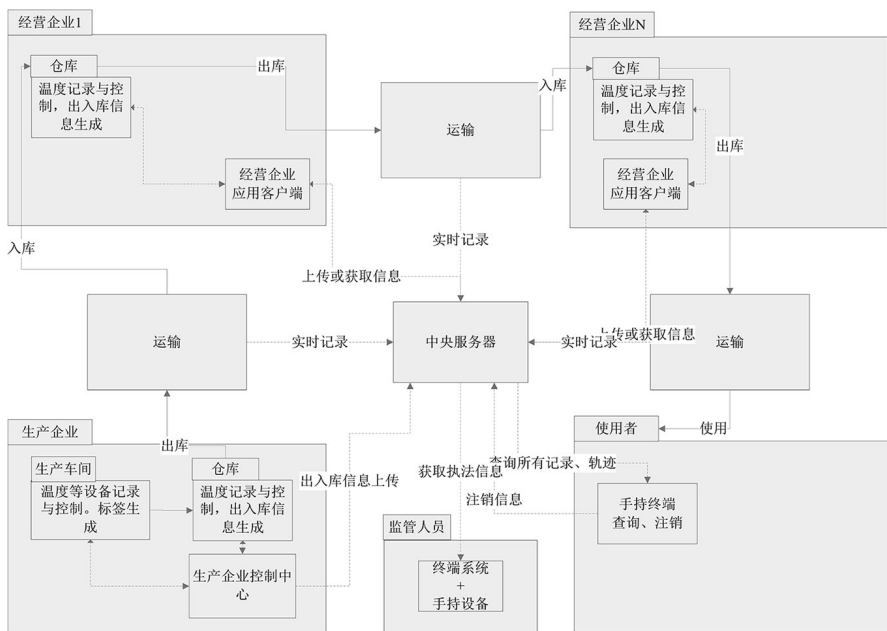 经营企业1
仓库
温度记录与控
制，出入库信
息生成
出库
经营企业
应用客户端
入库
运输
入库
经营企业N
仓库
温度记录与控
制，出入库信
息生成
出库
经营企业
应用客户端
实时记录
上传或获取信息
运输
实时记录
中央服务器
实时记录
上传或获取信息
运输
生产企业
出库
生产车间
温度等设备记录
与控制。标签生
成
仓库
温度记录与控
制，出入库信
息生成
生产企业控制中
心
出入库信息上传
获取执法信息
查询所有记录、轨迹
注销信息
监管人员
终端系统
+
手持设备
使用者
使用
手持终端
查询、注销